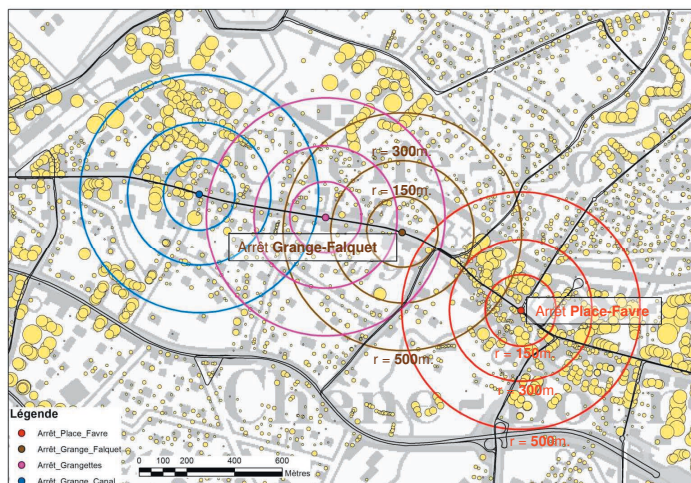 r = 300m.
r = 150m.
Arrêt Grange-Falquet
Arrêt Place-Favre
r = 150m.
r = 500m.
r = 300m.
r = 500m.
Chêne-
Légende
Arrêt_Place_Favre
Arrêt_Grange_Falquet
Arrêt_Grangettes
Arrêt_Grange_Canal
0 100 200 400 600
Mètres